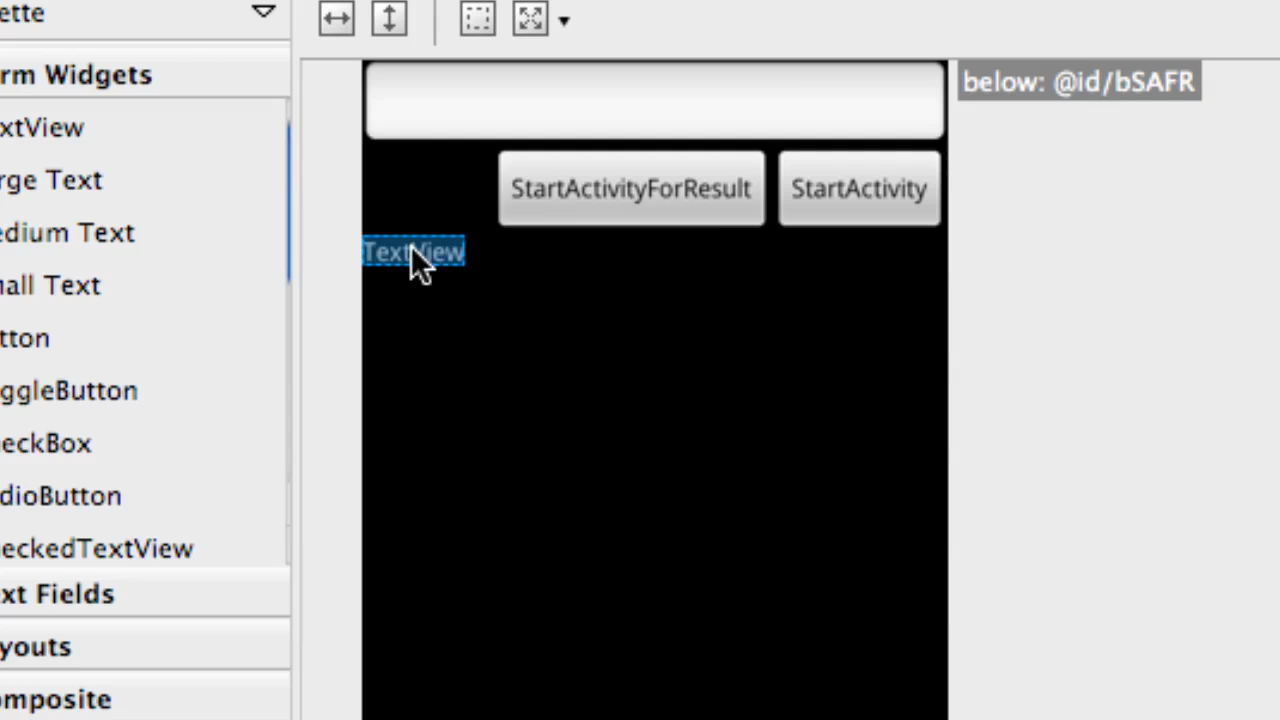 ette
rm Widgets
xtView
rge Text
edium Text
nall Text
tton
ggleButton
eckBox
dioButton
eckedTextView
xt Fields
youts
omposite
StartActivityForResult
StartActivity
TextView
below: @id/bSAFR